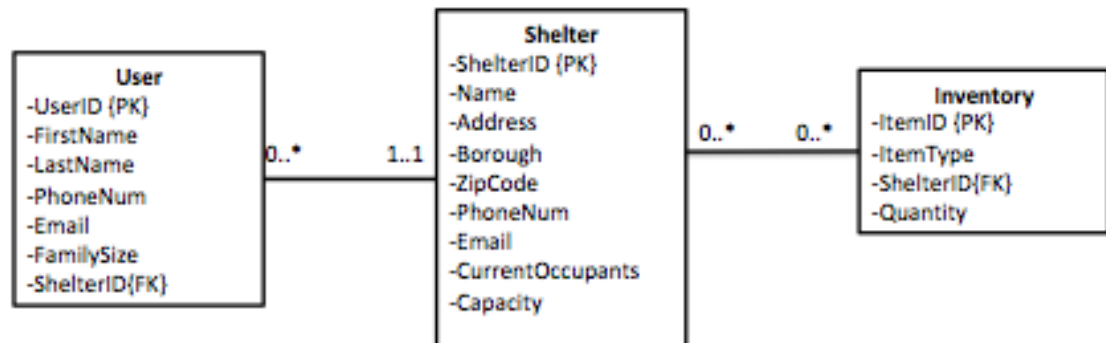 User
-UserID {PK}
-FirstName
-LastName
-PhoneNum
-Email
-FamilySize
-ShelterID{FK}
0..*
1..1
Shelter
-ShelterID {PK}
-Name
-Address
-Borough
-ZipCode
-PhoneNum
-Email
-CurrentOccupants
-Capacity
0..*
0..*
Inventory
-ItemID {PK}
-ItemType
-ShelterID{FK}
-Quantity